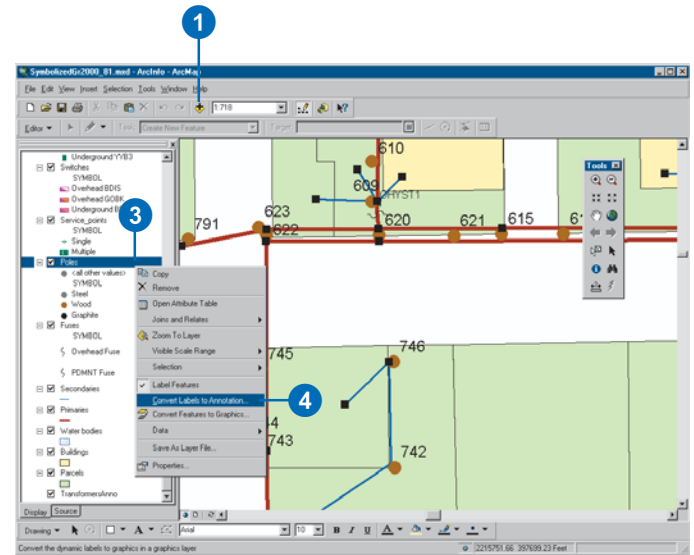 1
SymbolizedGr2000_81.mxd - ArcInfo - ArcMap
File Edit View Insert Selection Tools Window Help
1:718
Editor Task: Create New Feature Target:
Underground YYB3
Switches
SYMBOL
Overhead BDIS
Overhead GOBK
Underground B
Service_points
SYMBOL
Single
Multiple
3
Poles
<all other values>
SYMBOL
Steel
Wood
Graphite
Fuses
SYMBOL
Overhead Fuse
PDMNT Fuse
Secondaries
Primaries
Water bodies
Buildings
Parcels
TransformersAnno
Display Source
Copy
Remove
Open Attribute Table
Joins and Relates
Zoom To Layer
Visible Scale Range
Selection
Label Features
Convert Labels to Annotation...
4
Convert Features to Graphics...
Data
Save As Layer File...
Properties...
610
609
HYST1
791
623
622
620
621
615
61
745
746
743
742
Tools
Drawing Arial 10 B I U A
Convert the dynamic labels to graphics in a graphics layer
2215751.66 397699.23 Feet